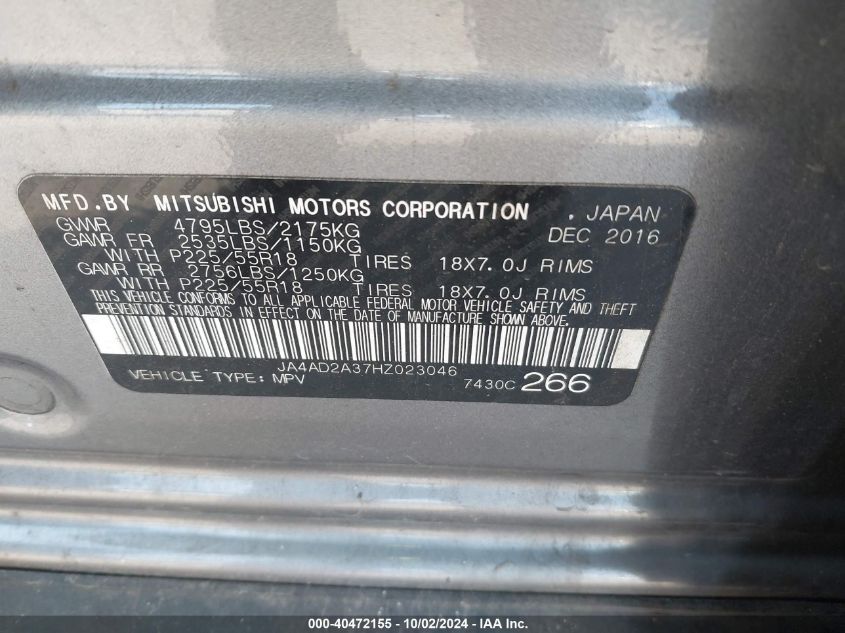 MFD.BY MITSUBISHI MOTORS CORPORATION . JAPAN
GVWR 4795LBS/2175KG DEC 2016
GAWR FR 2535LBS/1150KG
WITH P225/55R18 TIRES 18X7.0J RIMS
GAWR RR 2756LBS/1250KG
WITH P225/55R18 TIRES 18X7.0J RIMS
THIS VEHICLE CONFORMS TO ALL APPLICABLE FEDERAL MOTOR VEHICLE SAFETY AND THEFT
PREVENTION STANDARDS IN EFFECT ON THE DATE OF MANUFACTURE SHOWN ABOVE.
JA4AD2A37HZ023046
VEHICLE TYPE: MPV 7430C 266
000-40472155 - 10/02/2024 - IAAI.com